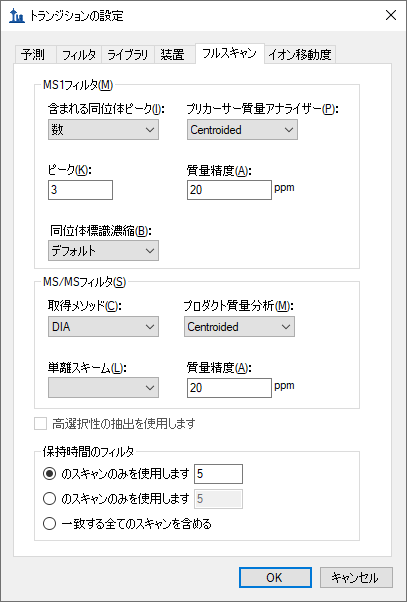 トランジションの設定
予測 フィルタ ライブラリ 装置 フルスキャン イオン移動度
MS1フィルタ(M)
含まれる同位体ピーク(I): プリカーサー質量アナライザー(P):
数 Centroided
ピーク(K): 質量精度(A):
3 20 ppm
同位体標識濃縮(B):
デフォルト
MS/MSフィルタ(S)
取得メソッド(C): プロダクト質量分析(M):
DIA Centroided
単離スキーム(L): 質量精度(A):
20 ppm
高選択性の抽出を使用します
保持時間のフィルタ
のスキャンのみを使用します 5
のスキャンのみを使用します 5
一致する全てのスキャンを含める
OK キャンセル